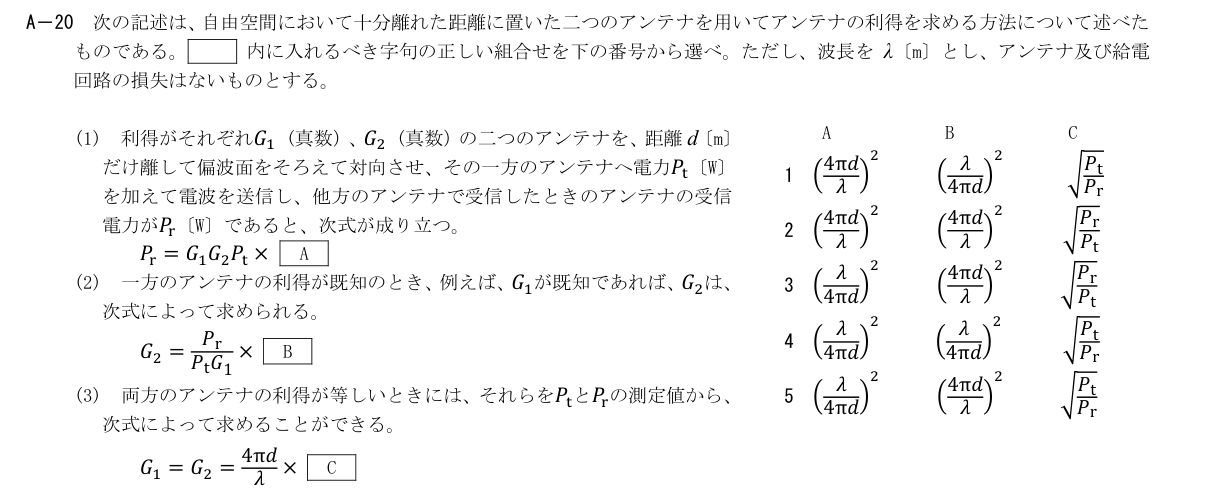 A－20 次の記述は、自由空間において十分離れた距離に置いた二つのアンテナを用いてアンテナの利得を求める方法について述べた
ものである。[　　] 内に入れるべき字句の正しい組合せを下の番号から選べ。ただし、波長を λ〔m〕とし、アンテナ及び給電
回路の損失はないものとする。
(1) 利得がそれぞれG₁（真数）、G₂（真数）の二つのアンテナを、距離 d〔m〕
だけ離して偏波面をそろえて対向させ、その一方のアンテナへ電力Pt〔W〕
を加えて電波を送信し、他方のアンテナで受信したときのアンテナの受信
電力がPr〔W〕であると、次式が成り立つ。
Pr = G₁G₂Pt × [ A ]
(2) 一方のアンテナの利得が既知のとき、例えば、G₁が既知であれば、G₂は、
次式によって求められる。
G₂ = Pr/(PtG₁) × [ B ]
(3) 両方のアンテナの利得が等しいときには、それらをPtとPrの測定値から、
次式によって求めることができる。
G₁ = G₂ = 4πd/λ × [ C ]
A B C
1 (4πd/λ)² (λ/4πd)² √(Pt/Pr)
2 (4πd/λ)² (4πd/λ)² √(Pr/Pt)
3 (λ/4πd)² (4πd/λ)² √(Pr/Pt)
4 (λ/4πd)² (λ/4πd)² √(Pt/Pr)
5 (λ/4πd)² (4πd/λ)² √(Pt/Pr)